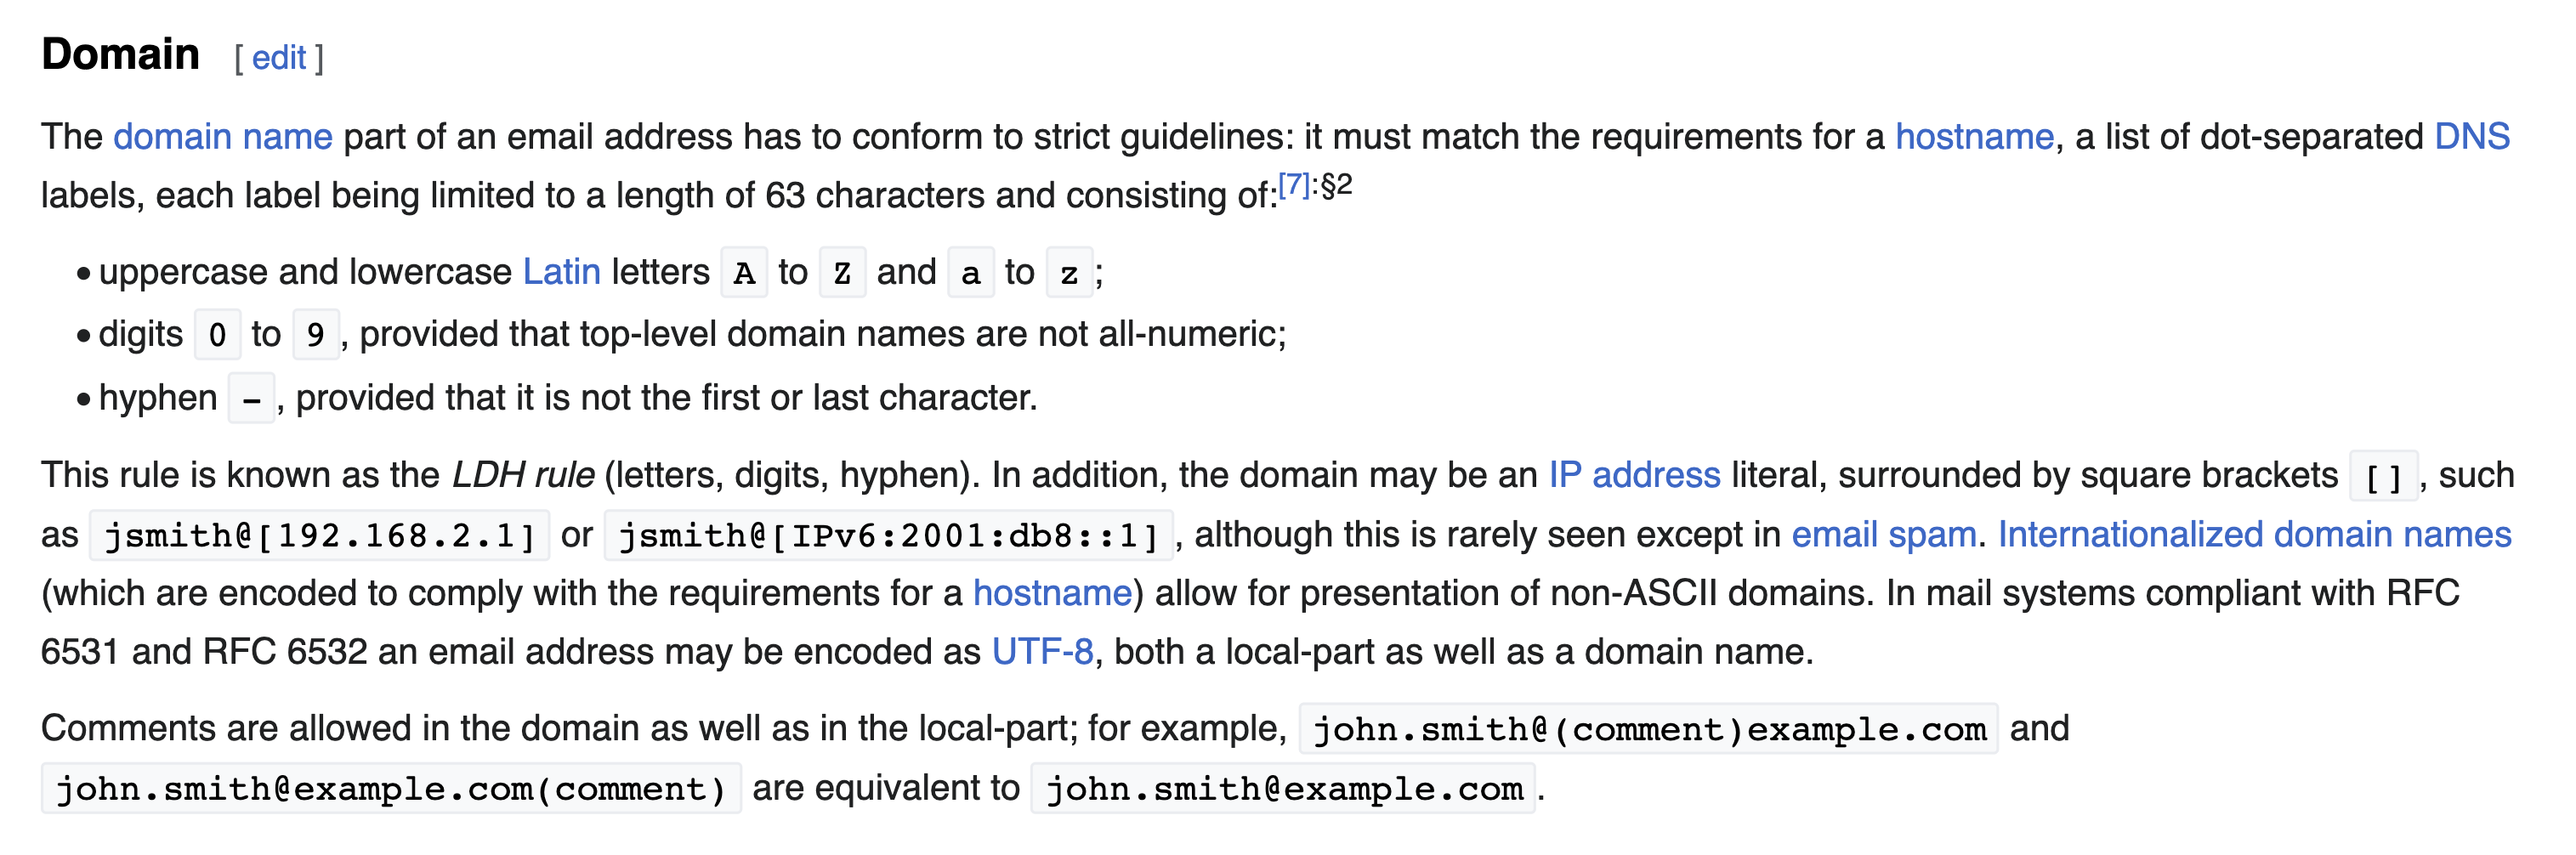 Domain [ edit ]
The domain name part of an email address has to conform to strict guidelines: it must match the requirements for a hostname, a list of dot-separated DNS
labels, each label being limited to a length of 63 characters and consisting of:[7]:§2
• uppercase and lowercase Latin letters A to Z and a to z;
• digits 0 to 9, provided that top-level domain names are not all-numeric;
• hyphen -, provided that it is not the first or last character.
This rule is known as the LDH rule (letters, digits, hyphen). In addition, the domain may be an IP address literal, surrounded by square brackets [], such
as jsmith@[192.168.2.1] or jsmith@[IPv6:2001:db8::1], although this is rarely seen except in email spam. Internationalized domain names
(which are encoded to comply with the requirements for a hostname) allow for presentation of non-ASCII domains. In mail systems compliant with RFC
6531 and RFC 6532 an email address may be encoded as UTF-8, both a local-part as well as a domain name.
Comments are allowed in the domain as well as in the local-part; for example, john.smith@(comment)example.com and
john.smith@example.com(comment) are equivalent to john.smith@example.com.